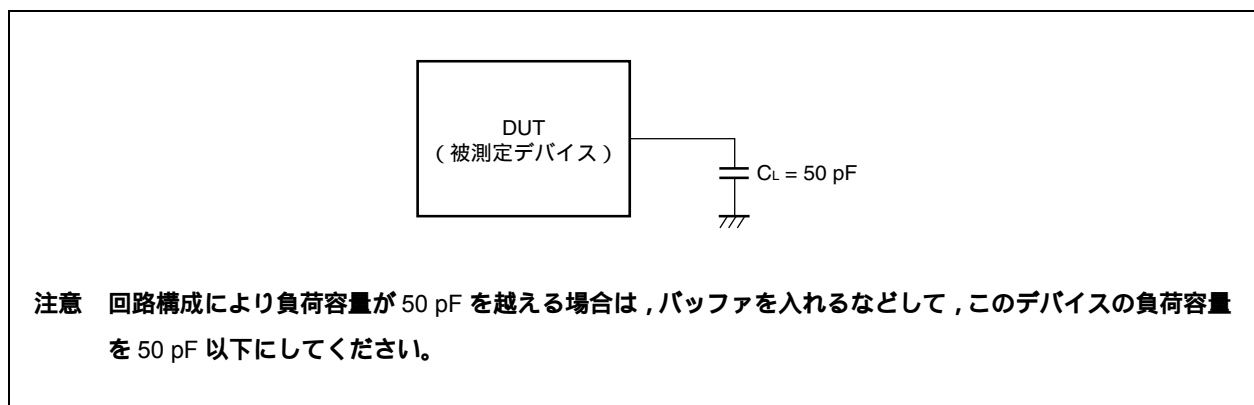 DUT
（被測定デバイス）
CL = 50 pF
注意　回路構成により負荷容量が 50 pF を越える場合は，バッファを入れるなどして，このデバイスの負荷容量
を 50 pF 以下にしてください。